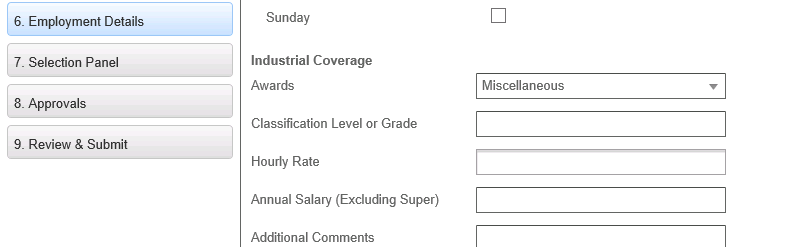 6. Employment Details
7. Selection Panel
8. Approvals
9. Review & Submit
Sunday
Industrial Coverage
Awards
Miscellaneous
Classification Level or Grade
Hourly Rate
Annual Salary (Excluding Super)
Additional Comments